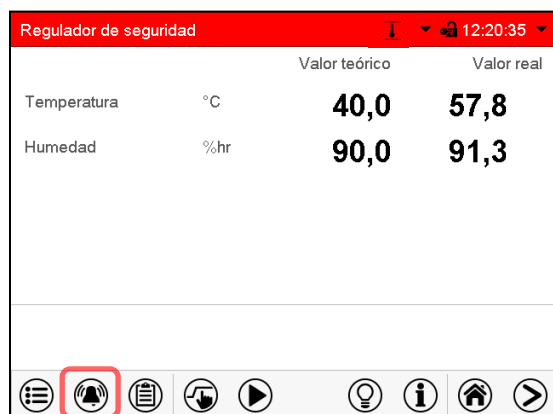 Regulador de seguridad 12:20:35
Valor teórico Valor real
Temperatura °C 40,0 57,8
Humedad %hr 90,0 91,3